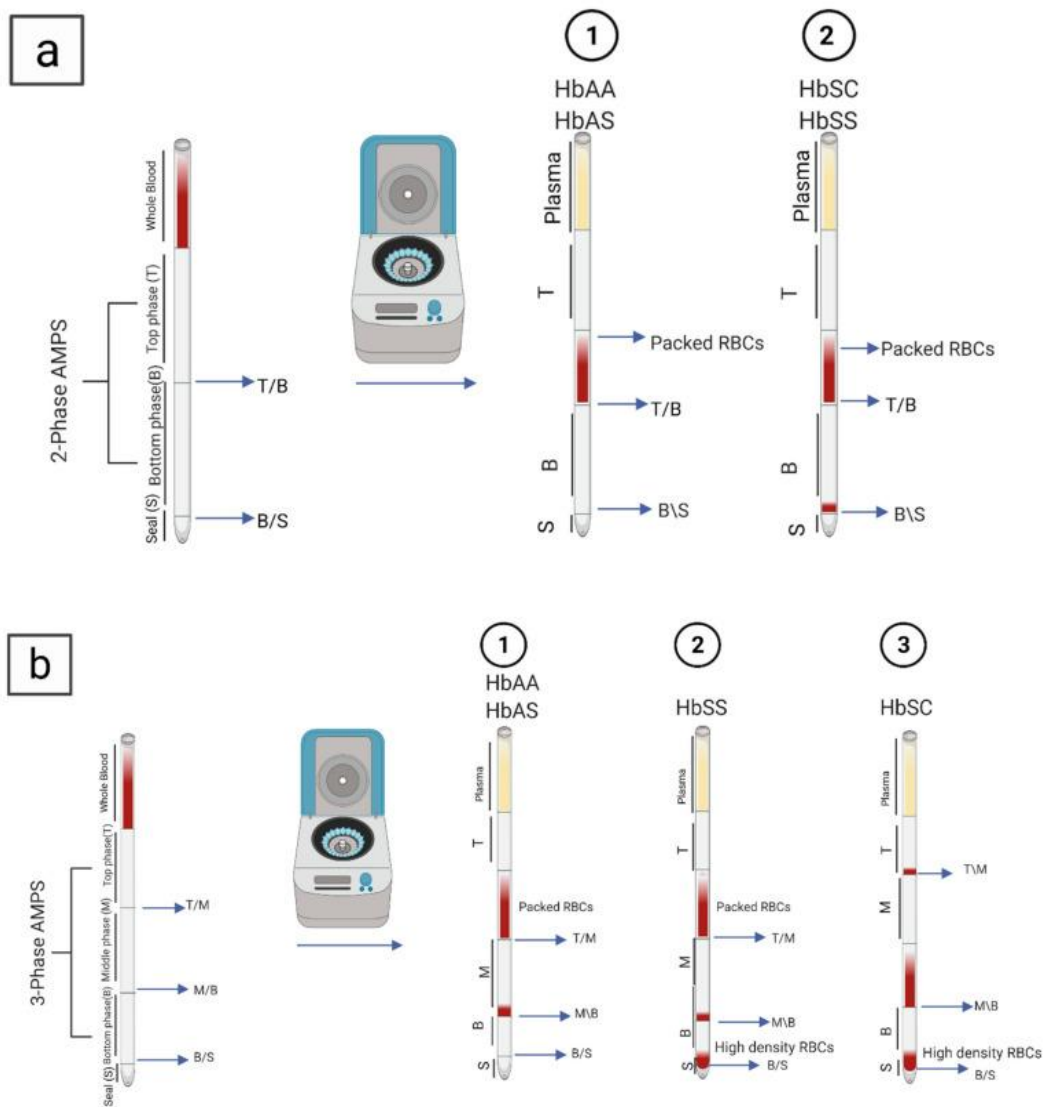 a
1
2
HbAA
HbAS
HbSC
HbSS
2-Phase AMPS
Whole Blood
Top phase (T)
Bottom phase(B)
Seal (S)
T/B
B/S
Plasma
T
B
S
Packed RBCs
T/B
B\S
Plasma
T
B
S
Packed RBCs
T/B
B\S
b
1
2
3
HbAA
HbAS
HbSS
HbSC
3-Phase AMPS
Whole Blood
Top phase(T)
Middle phase (M)
Bottom phase(B)
Seal (S)
T/M
M/B
B/S
Plasma
T
M
B
S
Packed RBCs
T/M
M\B
B/S
Plasma
T
M
B
S
Packed RBCs
T/M
M\B
High density RBCs
B/S
Plasma
T
M
B
S
T\M
M\B
High density RBCs
B/S